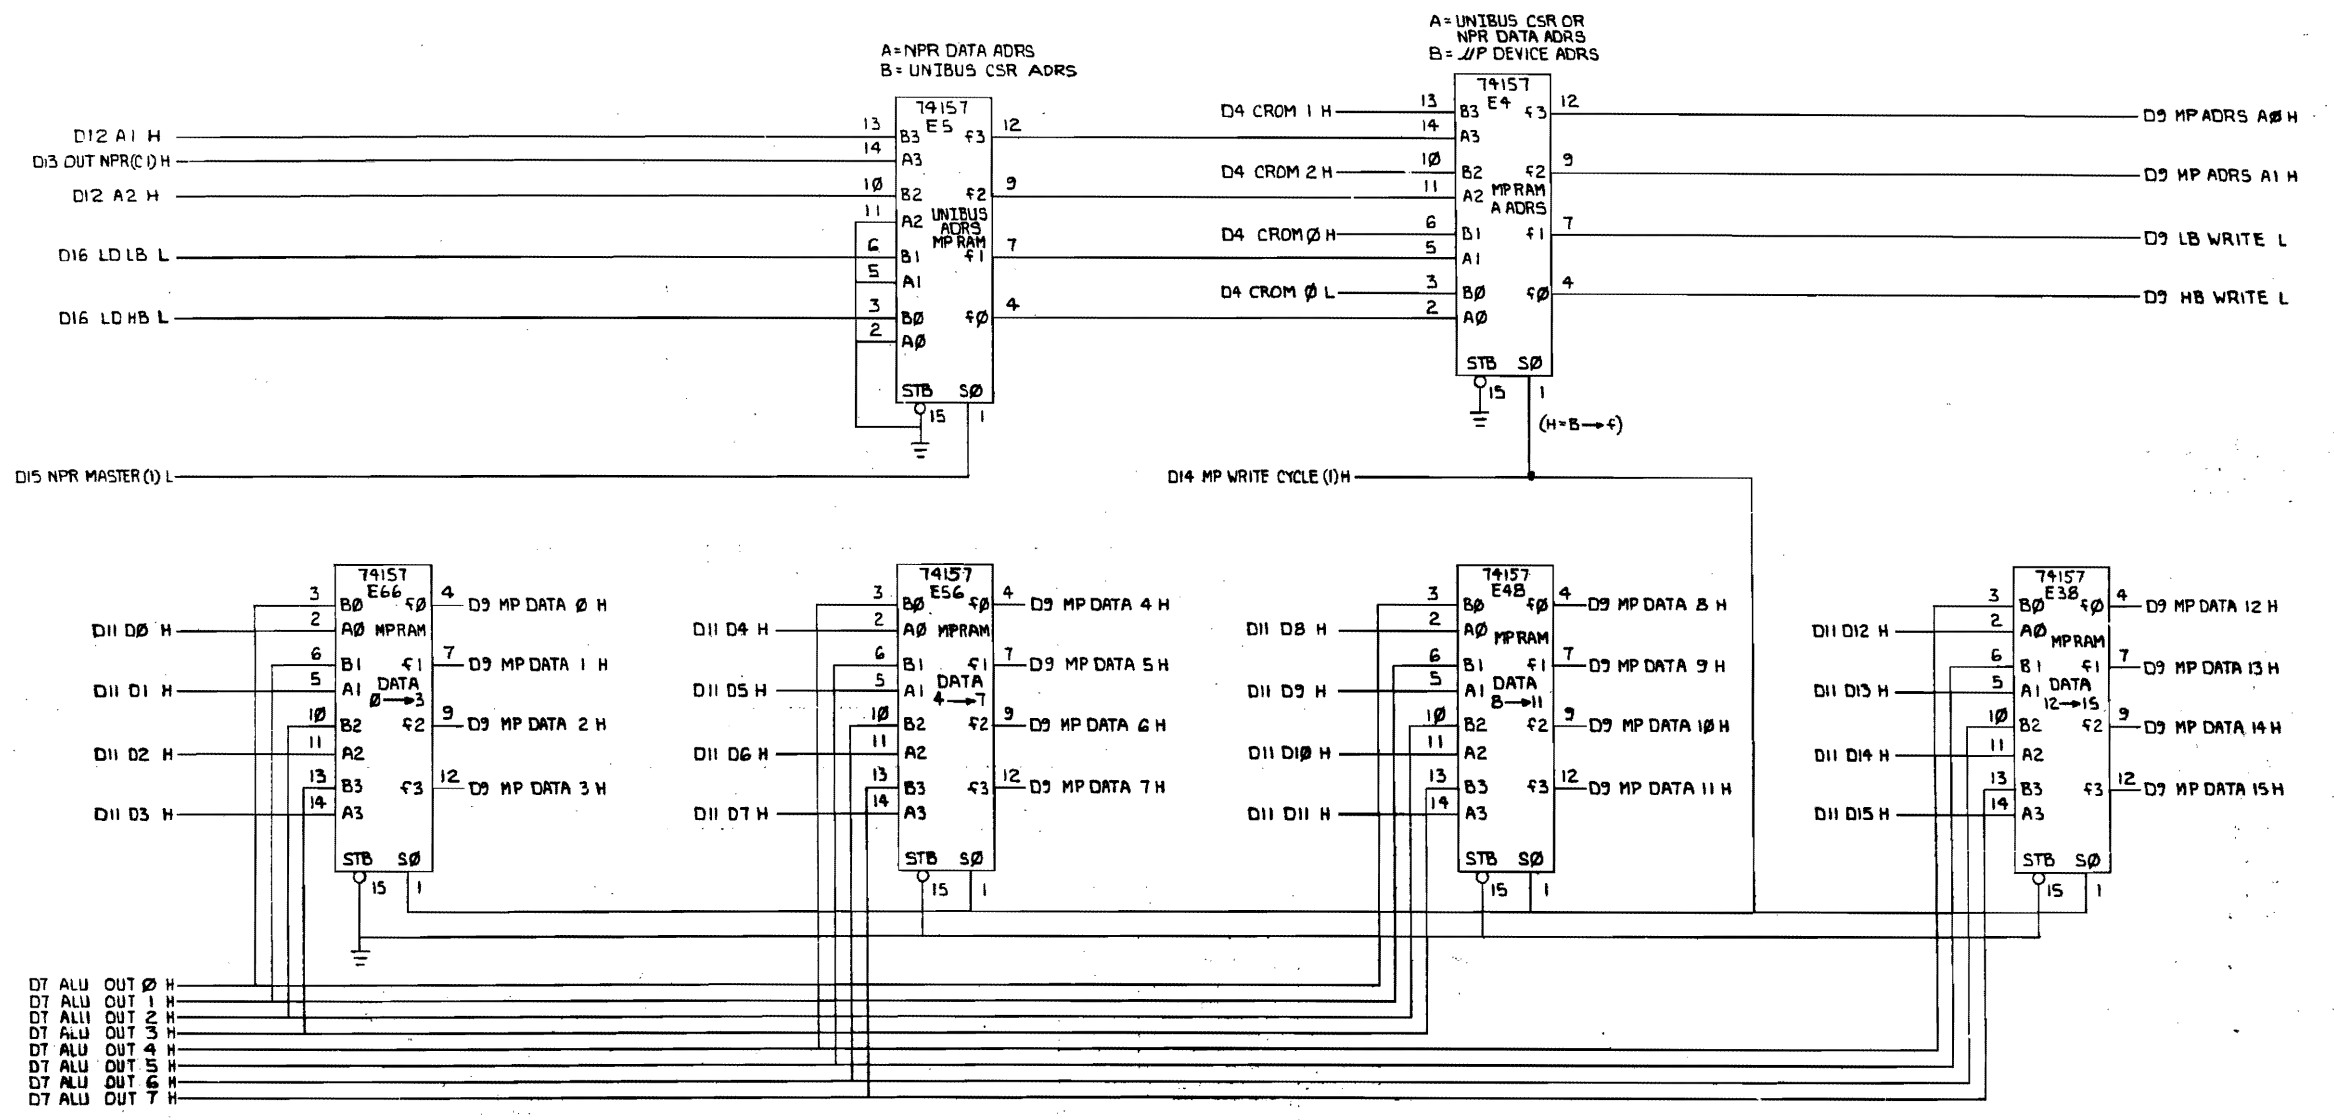 A=NPR DATA ADRS
B=UNIBUS CSR ADRS
A=UNIBUS CSR OR
NPR DATA ADRS
B=µP DEVICE ADRS
D12 A1 H
D13 OUT NPR(C1)H
D12 A2 H
D16 LD LB L
D16 LD HB L
D15 NPR MASTER(1) L
74157
E5
13 B3 f3 12
14 A3
10 B2 f2 9
11 A2
UNIBUS
ADRS
MP RAM
6 B1 f1 7
5 A1
3 BØ fØ 4
2 AØ
STB SØ
15 1
D4 CROM 1 H
D4 CROM 2 H
D4 CROMØ H
D4 CROM Ø L
74157
E4
13 B3 f3 12
14 A3
1Ø B2 f2 9
11 A2
MPRAM
A ADRS
6 B1 f1 7
5 A1
3 BØ fØ 4
2 AØ
STB SØ
15 1
(H=B→f)
D14 MP WRITE CYCLE(1)H
D9 MP ADRS AØ H
D9 MP ADRS A1 H
D9 LB WRITE L
D9 HB WRITE L
D11 DØ H
D11 D1 H
D11 D2 H
D11 D3 H
74157
E66
3 BØ fØ 4
2 AØ MPRAM
6 B1 f1 7
5 A1 DATA
Ø→3
1Ø B2 f2 9
11 A2
13 B3 f3 12
14 A3
STB SØ
15 1
D9 MP DATA Ø H
D9 MP DATA 1 H
D9 MP DATA 2 H
D9 MP DATA 3 H
D11 D4 H
D11 D5 H
D11 D6 H
D11 D7 H
74157
E56
3 BØ fØ 4
2 AØ MPRAM
6 B1 f1 7
5 A1 DATA
4→7
1Ø B2 f2 9
11 A2
13 B3 f3 12
14 A3
STB SØ
15 1
D9 MP DATA 4 H
D9 MP DATA 5 H
D9 MP DATA 6 H
D9 MP DATA 7 H
D11 D8 H
D11 D9 H
D11 D1Ø H
D11 D11 H
74157
E48
3 BØ fØ 4
2 AØ MPRAM
6 B1 f1 7
5 A1 DATA
8→11
1Ø B2 f2 9
11 A2
13 B3 f3 12
14 A3
STB SØ
15 1
D9 MP DATA 8 H
D9 MP DATA 9 H
D9 MP DATA 1Ø H
D9 MP DATA 11 H
D11 D12 H
D11 D13 H
D11 D14 H
D11 D15 H
74157
E38
3 BØ fØ 4
2 AØ MPRAM
6 B1 f1 7
5 A1 DATA
12→15
1Ø B2 f2 9
11 A2
13 B3 f3 12
14 A3
STB SØ
15 1
D9 MP DATA 12 H
D9 MP DATA 13 H
D9 MP DATA 14 H
D9 MP DATA 15 H
D7 ALU OUT Ø H
D7 ALU OUT 1 H
D7 ALU OUT 2 H
D7 ALU OUT 3 H
D7 ALU OUT 4 H
D7 ALU OUT 5 H
D7 ALU OUT 6 H
D7 ALU OUT 7 H